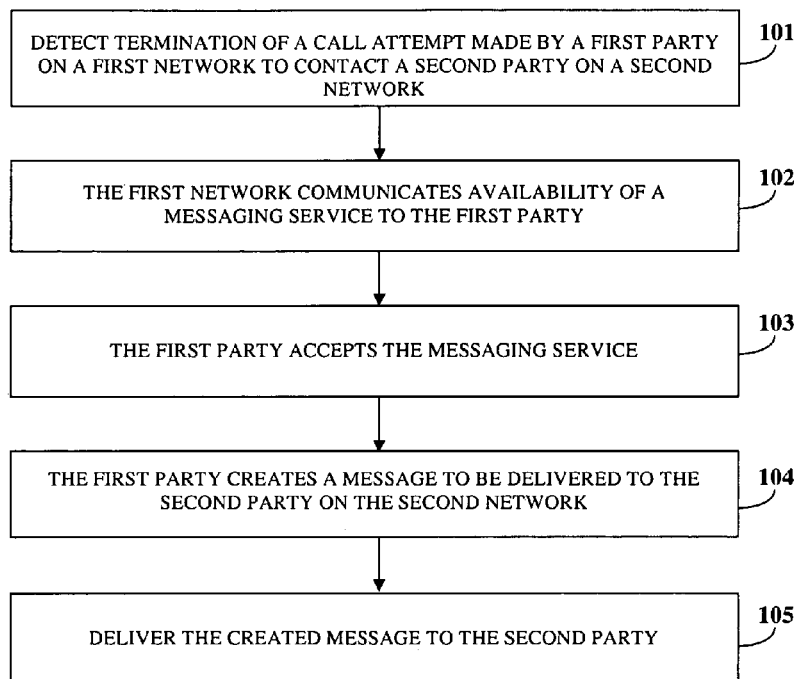 DETECT TERMINATION OF A CALL ATTEMPT MADE BY A FIRST PARTY
ON A FIRST NETWORK TO CONTACT A SECOND PARTY ON A SECOND
NETWORK
101
THE FIRST NETWORK COMMUNICATES AVAILABILITY OF A
MESSAGING SERVICE TO THE FIRST PARTY
102
THE FIRST PARTY ACCEPTS THE MESSAGING SERVICE
103
THE FIRST PARTY CREATES A MESSAGE TO BE DELIVERED TO THE
SECOND PARTY ON THE SECOND NETWORK
104
DELIVER THE CREATED MESSAGE TO THE SECOND PARTY
105